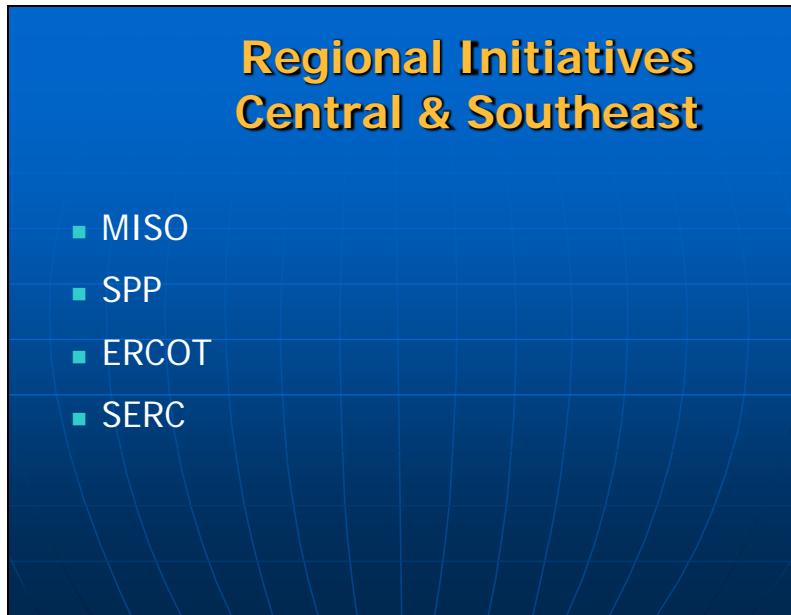 Regional Initiatives
Central & Southeast
MISO
SPP
ERCOT
SERC